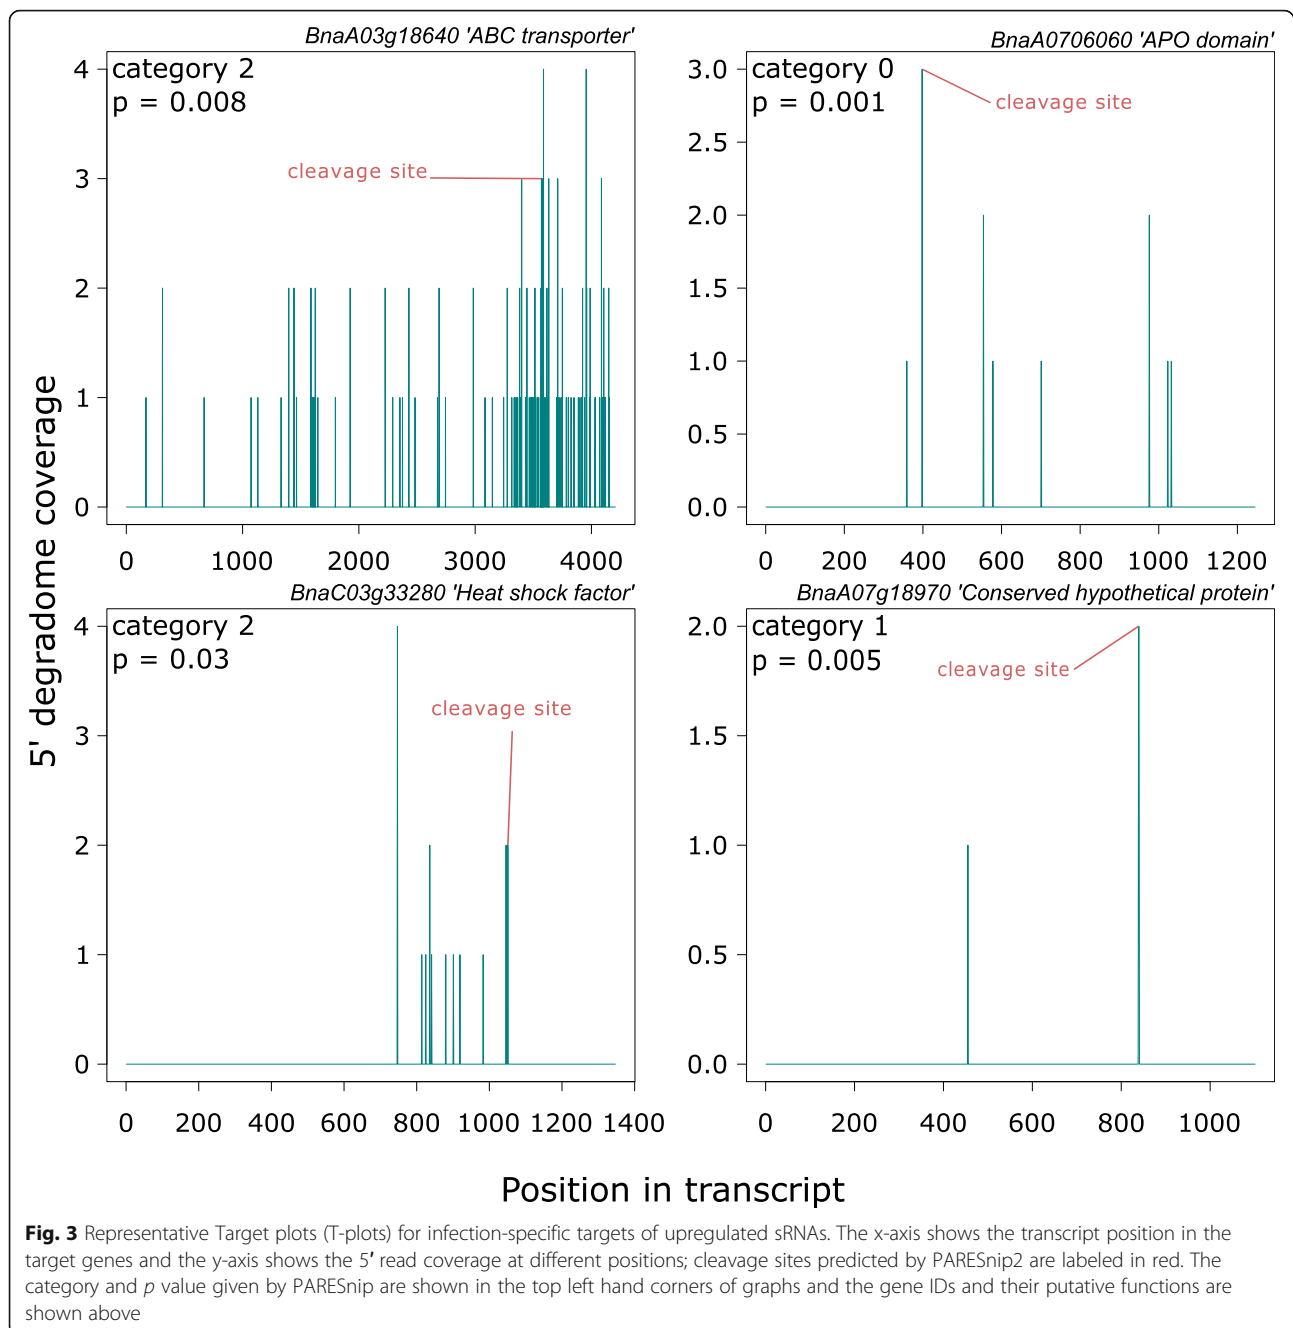 BnaA03g18640 'ABC transporter'
category 2
p = 0.008
cleavage site
4
3
2
1
0
0 1000 2000 3000 4000
BnaA0706060 'APO domain'
category 0
p = 0.001
cleavage site
3.0
2.5
2.0
1.5
1.0
0.5
0.0
0 200 400 600 800 1000 1200
5' degradome coverage
BnaC03g33280 'Heat shock factor'
category 2
p = 0.03
cleavage site
4
3
2
1
0
0 200 400 600 800 1000 1200 1400
BnaA07g18970 'Conserved hypothetical protein'
category 1
p = 0.005
cleavage site
2.0
1.5
1.0
0.5
0.0
0 200 400 600 800 1000
Position in transcript
Fig. 3 Representative Target plots (T-plots) for infection-specific targets of upregulated sRNAs. The x-axis shows the transcript position in the
target genes and the y-axis shows the 5′ read coverage at different positions; cleavage sites predicted by PAREsnip2 are labeled in red. The
category and p value given by PAREsnip are shown in the top left hand corners of graphs and the gene IDs and their putative functions are
shown above